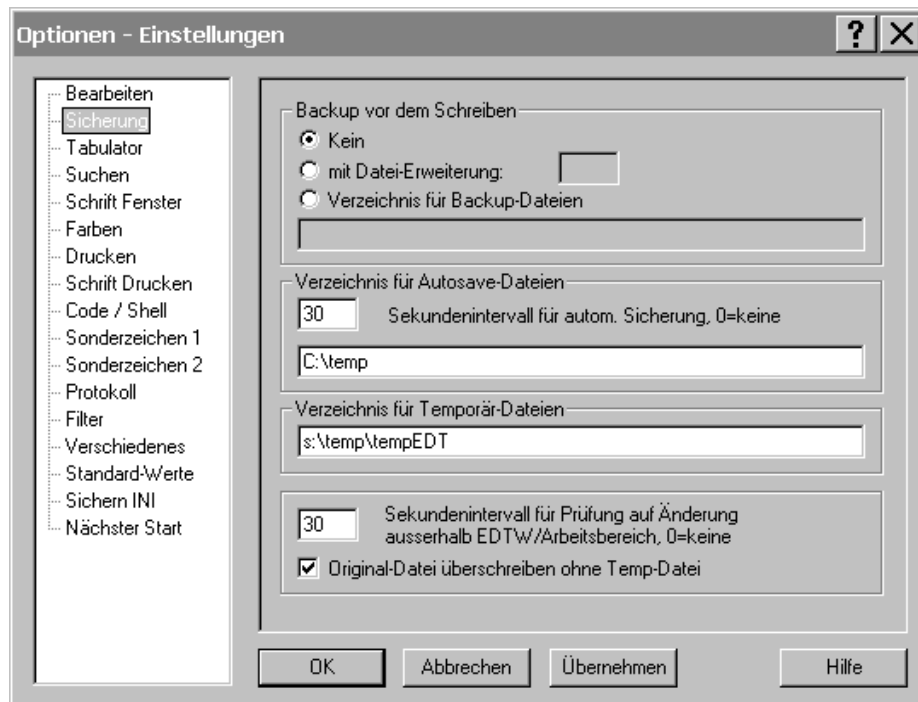 Optionen - Einstellungen
Bearbeiten
Sicherung
Tabulator
Suchen
Schrift Fenster
Farben
Drucken
Schrift Drucken
Code / Shell
Sonderzeichen 1
Sonderzeichen 2
Protokoll
Filter
Verschiedenes
Standard-Werte
Sichern INI
Nächster Start
Backup vor dem Schreiben
Kein
mit Datei-Erweiterung:
Verzeichnis für Backup-Dateien
Verzeichnis für Autosave-Dateien
30 Sekundenintervall für autom. Sicherung, 0=keine
C:\temp
Verzeichnis für Temporär-Dateien
s:\temp\tempEDT
30 Sekundenintervall für Prüfung auf Änderung
ausserhalb EDTW/Arbeitsbereich, 0=keine
Original-Datei überschreiben ohne Temp-Datei
OK Abbrechen Übernehmen Hilfe